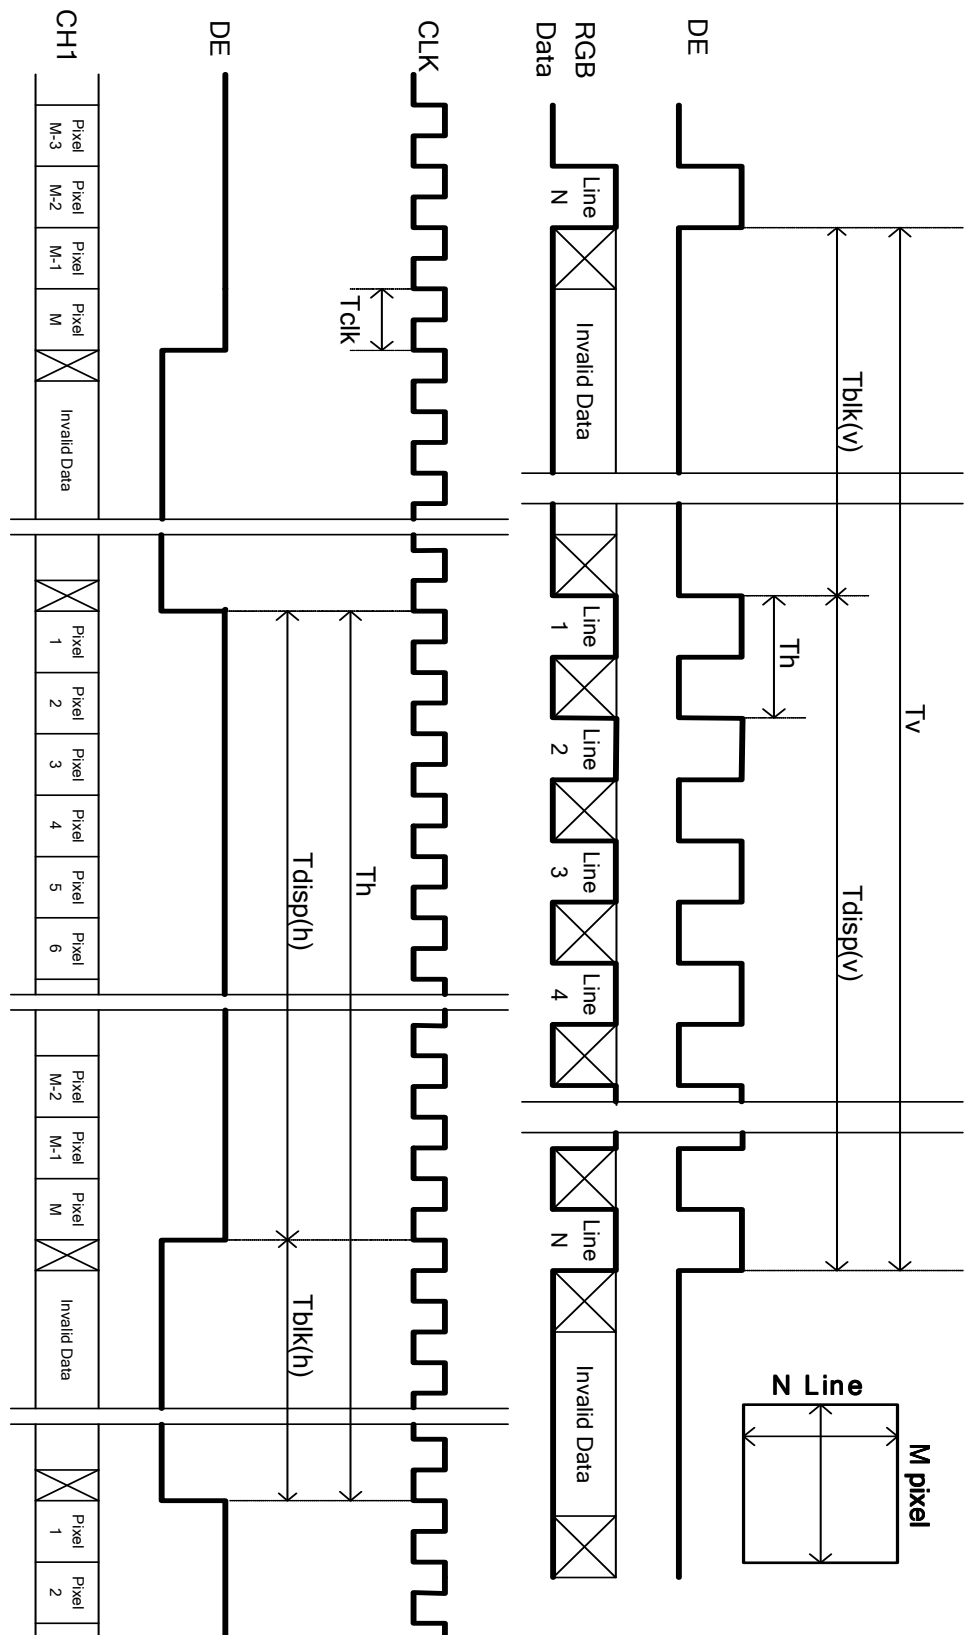 DE
Tv
Tblk(v)
Tdisp(v)
Th
RGB
Data
Line
N
Invalid Data
Line
1
Line
2
Line
3
Line
4
Line
N
Invalid Data
N Line
M pixel
CLK
Tclk
Th
Tdisp(h)
Tblk(h)
DE
CH1
Pixel
M-3
Pixel
M-2
Pixel
M-1
Pixel
M
Invalid Data
Pixel
1
Pixel
2
Pixel
3
Pixel
4
Pixel
5
Pixel
6
Pixel
M-2
Pixel
M-1
Pixel
M
Invalid Data
Pixel
1
Pixel
2